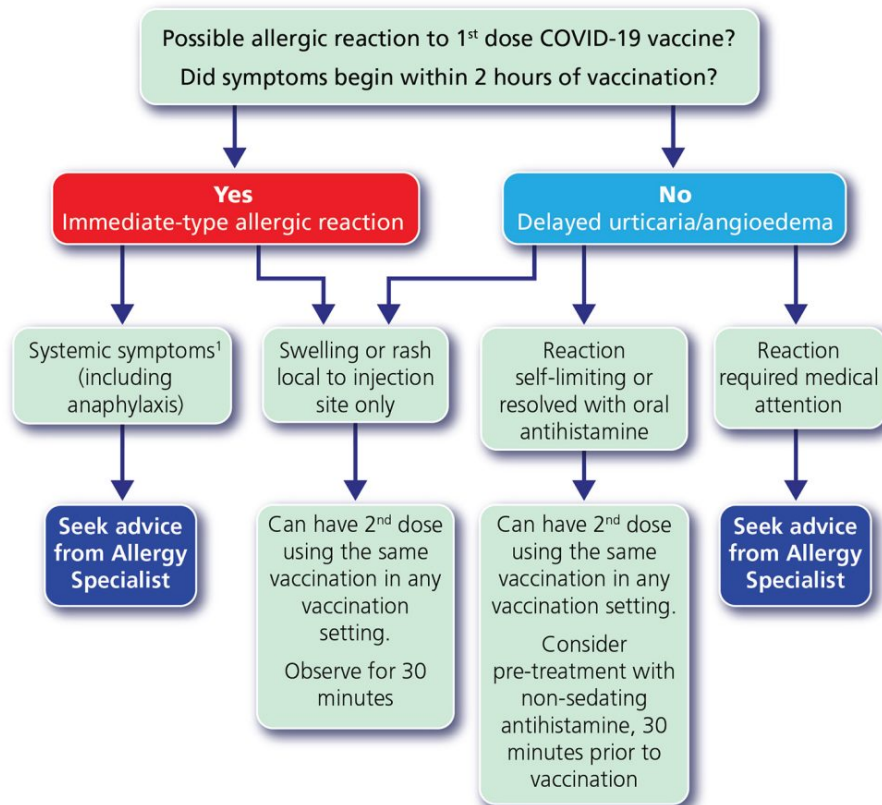 Possible allergic reaction to 1st dose COVID-19 vaccine?
Did symptoms begin within 2 hours of vaccination?
Yes
Immediate-type allergic reaction
No
Delayed urticaria/angioedema
Systemic symptoms¹
(including
anaphylaxis)
Swelling or rash
local to injection
site only
Reaction
self-limiting or
resolved with oral
antihistamine
Reaction
required medical
attention
Seek advice
from Allergy
Specialist
Can have 2nd dose
using the same
vaccination in any
vaccination
setting.
Observe for 30
minutes
Can have 2nd dose
using the same
vaccination in any
vaccination setting.
Consider
pre-treatment with
non-sedating
antihistamine, 30
minutes prior to
vaccination
Seek advice
from Allergy
Specialist